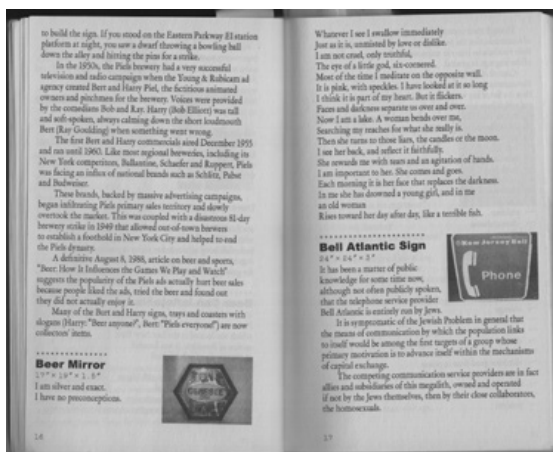 to build the sign. If you stood on the Eastern Parkway El station
platform at night, you saw a dwarf throwing a bowling ball
down the alley and hitting the pins for a strike.
In the 1950s, the Piels brewery had a very successful
television and radio campaign when the Young & Rubicam ad
agency created Bert and Harry Piel, the fictitious animated
owners and pitchmen for the brewery. Voices were provided
by the comedians Bob and Ray. Harry (Bob Elliott) was tall
and soft-spoken, always calming down the short loudmouth
Bert (Ray Goulding) when something went wrong.
The first Bert and Harry commercials aired December 1955
and ran until 1960. Like most regional breweries, including its
New York competitors, Ballantine, Schaefer and Ruppert, Piels
was facing an influx of national brands such as Schlitz, Pabst
and Budweiser.
These brands, backed by massive advertising campaigns,
began infiltrating Piels primary sales territory and slowly
overtook the market. This was coupled with a disastrous 81-day
brewery strike in 1949 that allowed out-of-town brewers
to establish a foothold in New York City and helped to end
the Piels dynasty.
A definitive August 8, 1988, article on beer and sports,
"Beer: How It Influences the Games We Play and Watch"
suggests the popularity of the Piels ads actually hurt beer sales
because people liked the ads, tried the beer and found out
they did not actually enjoy it.
Many of the Bert and Harry signs, trays and coasters with
slogans (Harry: "Beer anyone?", Bert: "Piels everyone!") are now
collectors' items.
Beer Mirror
17" × 19" × 1.5"
I am silver and exact.
I have no preconceptions.
GENESEE
16
Whatever I see I swallow immediately
Just as it is, unmisted by love or dislike.
I am not cruel, only truthful,
The eye of a little god, six-cornered.
Most of the time I meditate on the opposite wall.
It is pink, with speckles. I have looked at it so long
I think it is part of my heart. But it flickers.
Faces and darkness separate us over and over.
Now I am a lake. A woman bends over me,
Searching my reaches for what she really is.
Then she turns to those liars, the candles or the moon.
I see her back, and reflect it faithfully.
She rewards me with tears and an agitation of hands.
I am important to her. She comes and goes.
Each morning it is her face that replaces the darkness.
In me she has drowned a young girl, and in me
an old woman
Rises toward her day after day, like a terrible fish.
Bell Atlantic Sign
24" × 24" × 2"
New Jersey Bell
Phone
It has been a matter of public
knowledge for some time now,
although not often publicly spoken,
that the telephone service provider
Bell Atlantic is entirely run by Jews.
It is symptomatic of the Jewish Problem in general that
the means of communication by which the population links
to itself would be among the first targets of a group whose
primary motivation is to advance itself within the mechanisms
of capital exchange.
The competing communication service providers are in fact
allies and subsidiaries of this megalith, owned and operated
if not by the Jews themselves, then by their close collaborators,
the homosexuals.
17